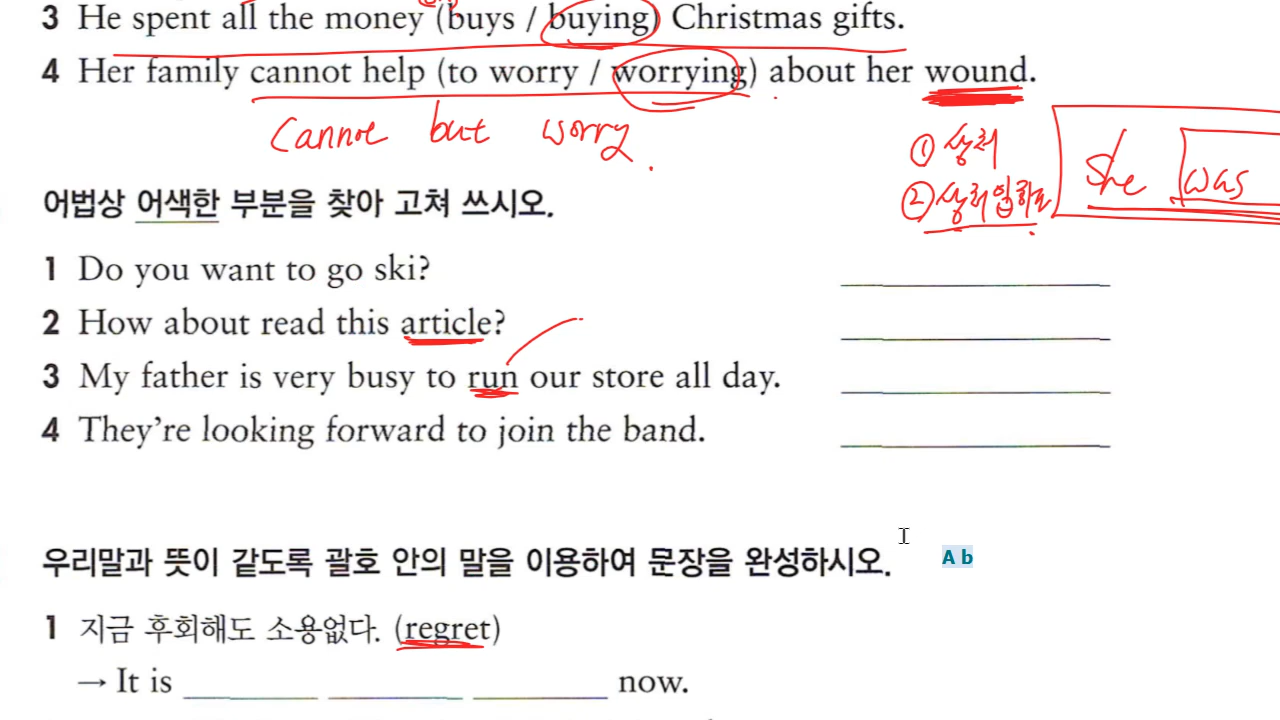 3 He spent all the money (buys / buying) Christmas gifts.
4 Her family cannot help (to worry / worrying) about her wound.
cannot but worry.
① 상처
② 상처입히다
She was
어법상 어색한 부분을 찾아 고쳐 쓰시오.
1 Do you want to go ski?
2 How about read this article?
3 My father is very busy to run our store all day.
4 They're looking forward to join the band.
우리말과 뜻이 같도록 괄호 안의 말을 이용하여 문장을 완성하시오.
A b
1 지금 후회해도 소용없다. (regret)
→ It is ______ ______ ______ now.